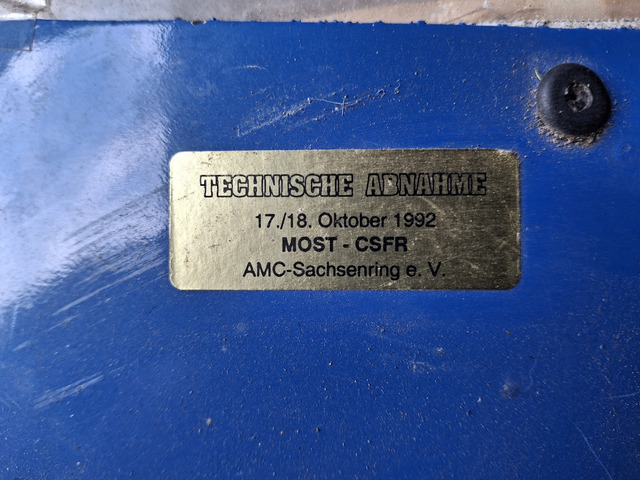 TECHNISCHE ABNAHME
17./18. Oktober 1992
MOST - CSFR
AMC-Sachsenring e. V.